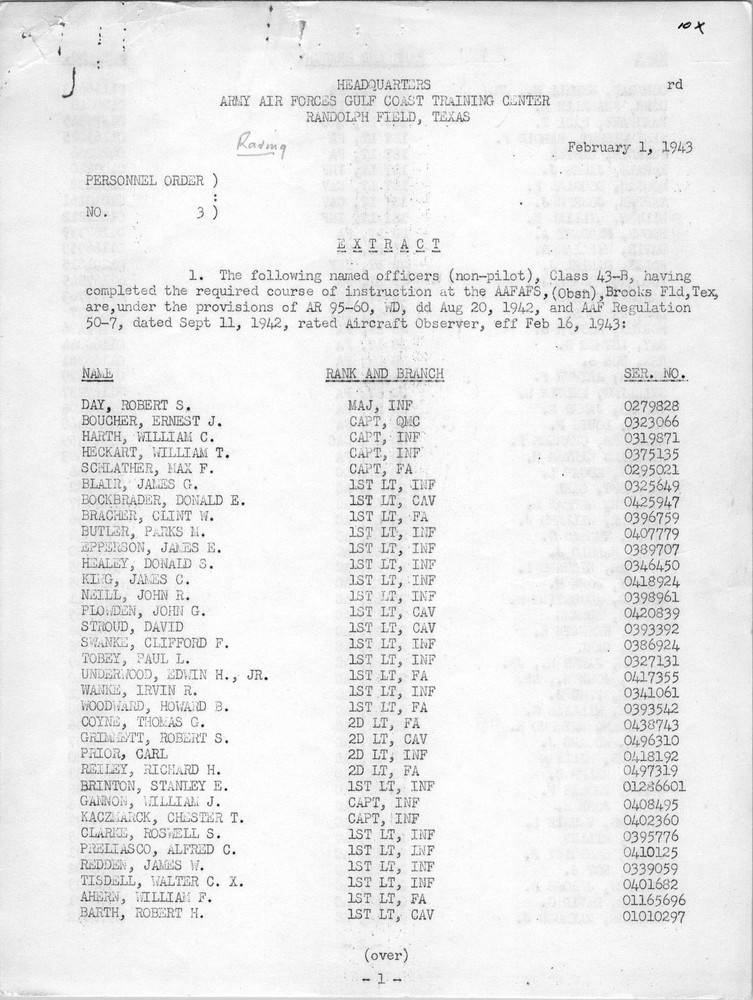 10 X
HEADQUARTERS rd
ARMY AIR FORCES GULF COAST TRAINING CENTER
RANDOLPH FIELD, TEXAS
Rating
February 1, 1943
PERSONNEL ORDER )
:
NO. 3 )
E X T R A C T
1. The following named officers (non-pilot), Class 43-B, having
completed the required course of instruction at the AAFAFS, (Obsn), Brooks Fld, Tex,
are, under the provisions of AR 95-60, WD, dd Aug 20, 1942, and AAF Regulation
50-7, dated Sept 11, 1942, rated Aircraft Observer, eff Feb 16, 1943:
NAME RANK AND BRANCH SER. NO.
DAY, ROBERT S. MAJ, INF 0279828
BOUCHER, ERNEST J. CAPT, QMC 0323066
HARTH, WILLIAM C. CAPT, INF 0319871
HECKART, WILLIAM T. CAPT, INF 0375135
SCHLATHER, MAX F. CAPT, FA 0295021
BLAIR, JAMES G. 1ST LT, INF 0325649
BOCKBRADER, DONALD E. 1ST LT, CAV 0425947
BRACHER, CLINT W. 1ST LT, FA 0396759
BUTLER, PARKS M. 1ST LT, INF 0407779
EPPERSON, JAMES E. 1ST LT, INF 0389707
HEALEY, DONALD S. 1ST LT, INF 0346450
KING, JAMES C. 1ST LT, INF 0418924
NEILL, JOHN R. 1ST LT, INF 0398961
PLOWDEN, JOHN G. 1ST LT, CAV 0420839
STROUD, DAVID 1ST LT, CAV 0393392
SWANKE, CLIFFORD F. 1ST LT, INF 0386924
TOBEY, PAUL L. 1ST LT, INF 0327131
UNDERWOOD, EDWIN H., JR. 1ST LT, FA 0417355
WANKE, IRVIN R. 1ST LT, INF 0341061
WOODWARD, HOWARD B. 1ST LT, FA 0393542
COYNE, THOMAS G. 2D LT, FA 0438743
GRIMMETT, ROBERT S. 2D LT, CAV 0496310
PRIOR, CARL 2D LT, INF 0418192
REILEY, RICHARD H. 2D LT, FA 0497319
BRINTON, STANLEY E. 1ST LT, INF 01286601
GANNON, WILLIAM J. CAPT, INF 0408495
KACZMARCK, CHESTER T. CAPT, INF 0402360
CLARKE, ROSWELL S. 1ST LT, INF 0395776
PRELIASCO, ALFRED C. 1ST LT, INF 0410125
REDDEN, JAMES W. 1ST LT, INF 0339059
TISDELL, WALTER C. X. 1ST LT, INF 0401682
AHERN, WILLIAM F. 1ST LT, FA 01165696
BARTH, ROBERT H. 1ST LT, CAV 01010297
(over)
- 1 -